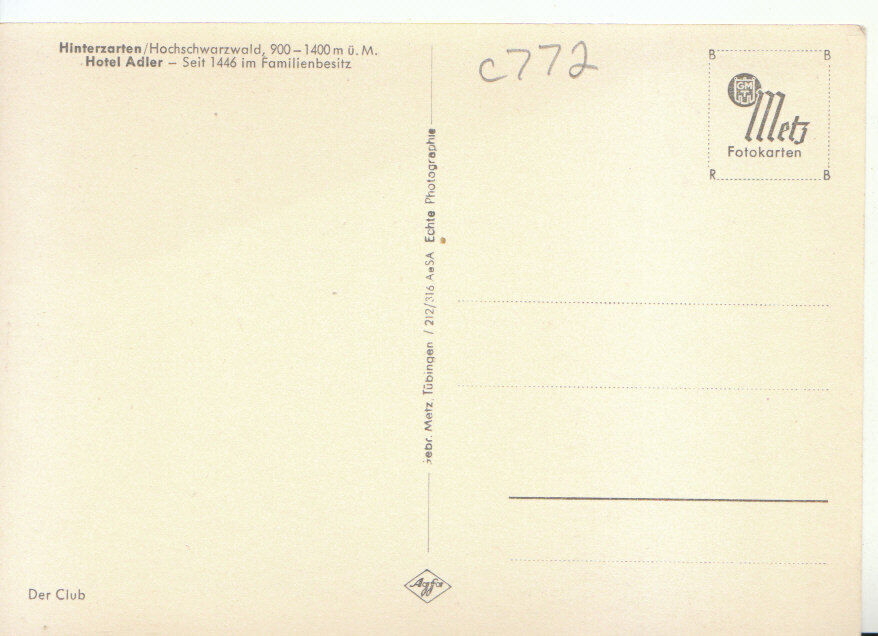 Hinterzarten/Hochschwarzwald, 900–1400 m ü. M.
Hotel Adler – Seit 1446 im Familienbesitz
c772
B B
GMT
Metz
Fotokarten
R B
ebr. Metz, Tübingen / 212/316 AeSA Echte Photographie
Agfa
Der Club